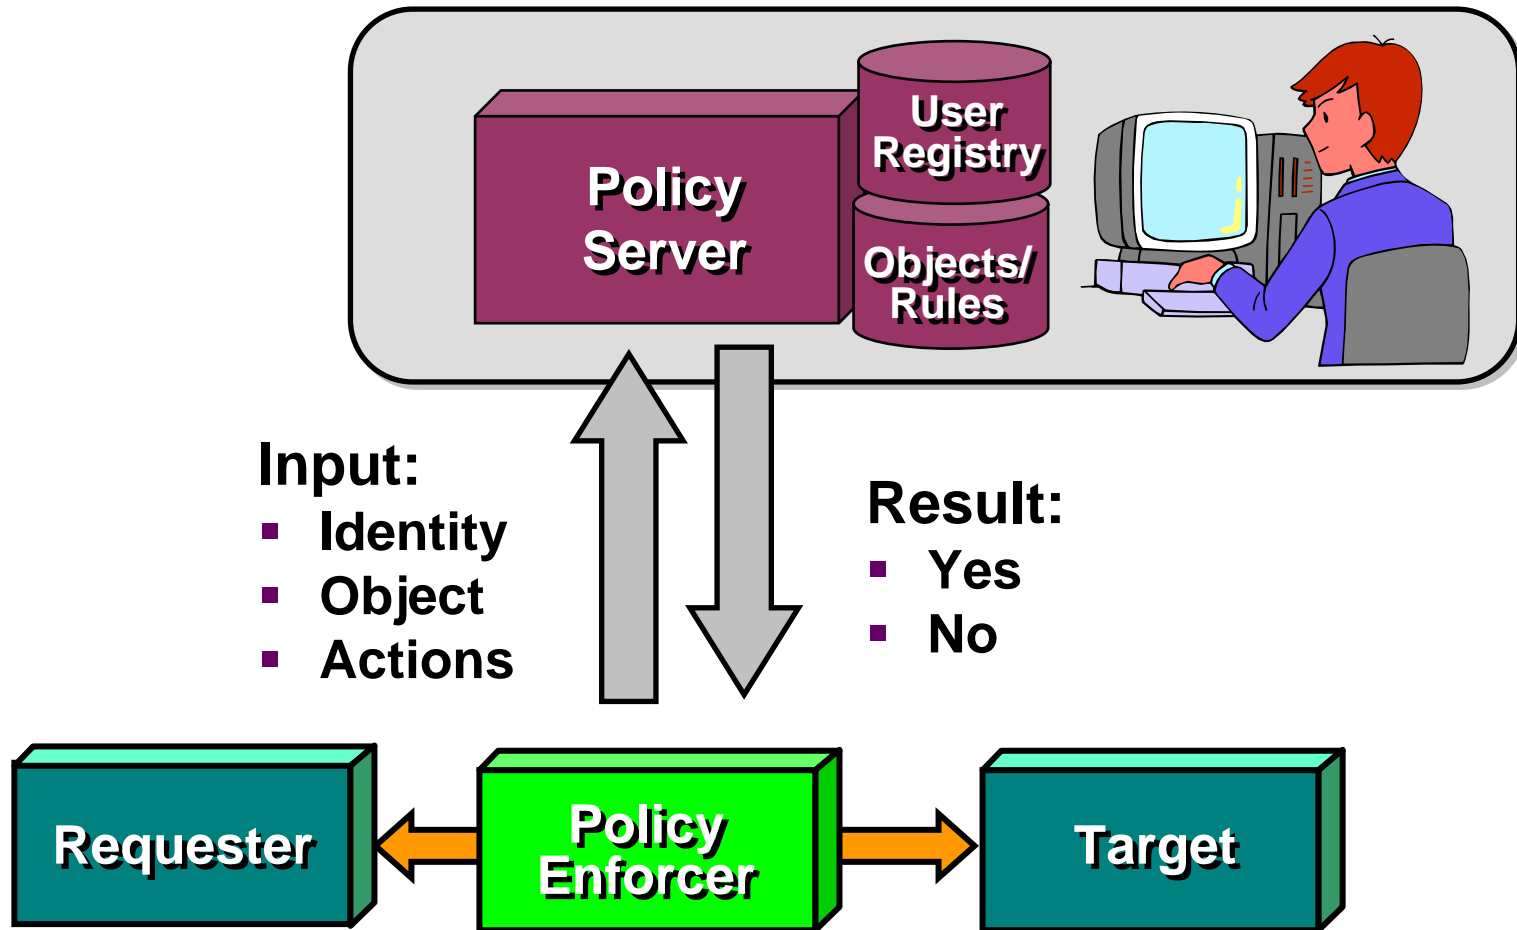 Policy
Server
User
Registry
Objects/
Rules
Input:
Identity
Object
Actions
Result:
Yes
No
Requester
Policy
Enforcer
Target